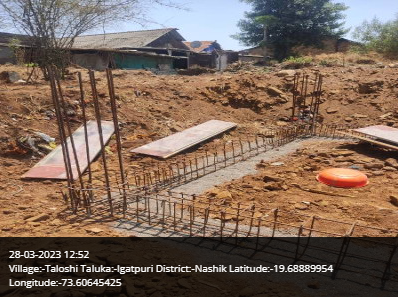 28-03-2023 12:52
Village:-Taloshi Taluka:-Igatpuri District:-Nashik Latitude:-19.68889954
Longitude:-73.60645425